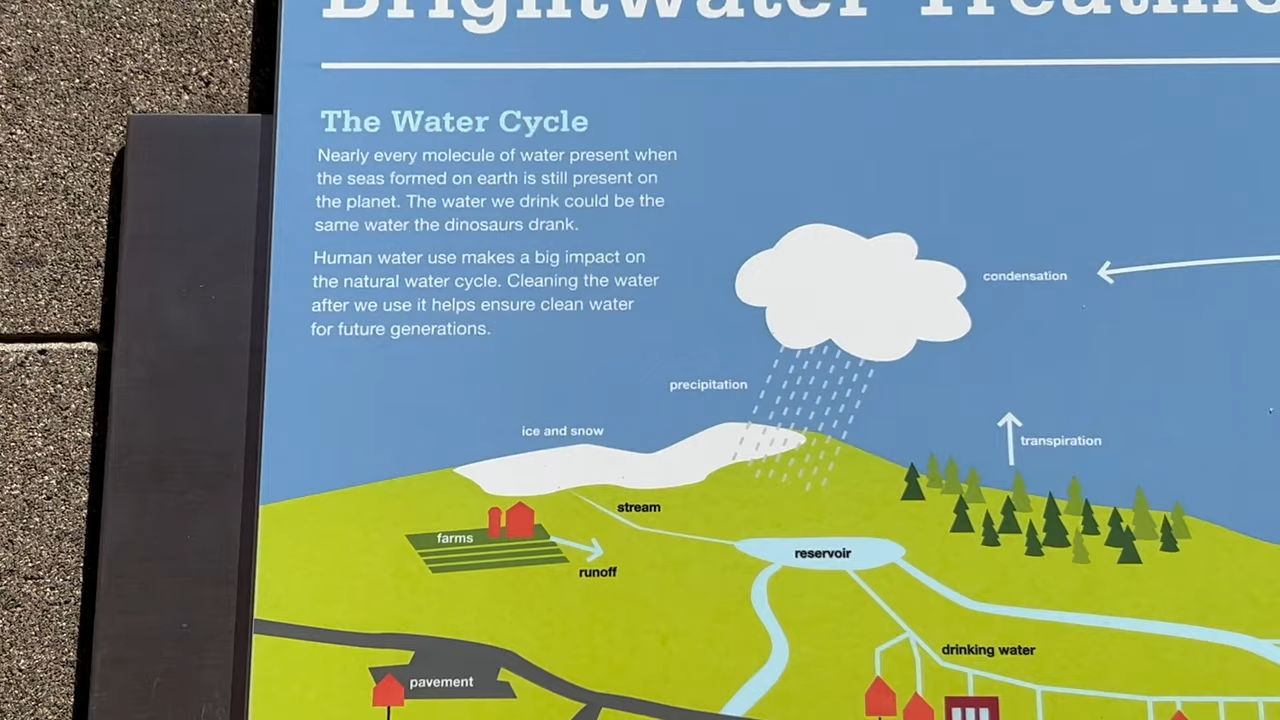 Brightwater
The Water Cycle
Nearly every molecule of water present when
the seas formed on earth is still present on
the planet. The water we drink could be the
same water the dinosaurs drank.
Human water use makes a big impact on
the natural water cycle. Cleaning the water
after we use it helps ensure clean water
for future generations.
condensation
precipitation
ice and snow
transpiration
stream
farms
reservoir
runoff
drinking water
pavement